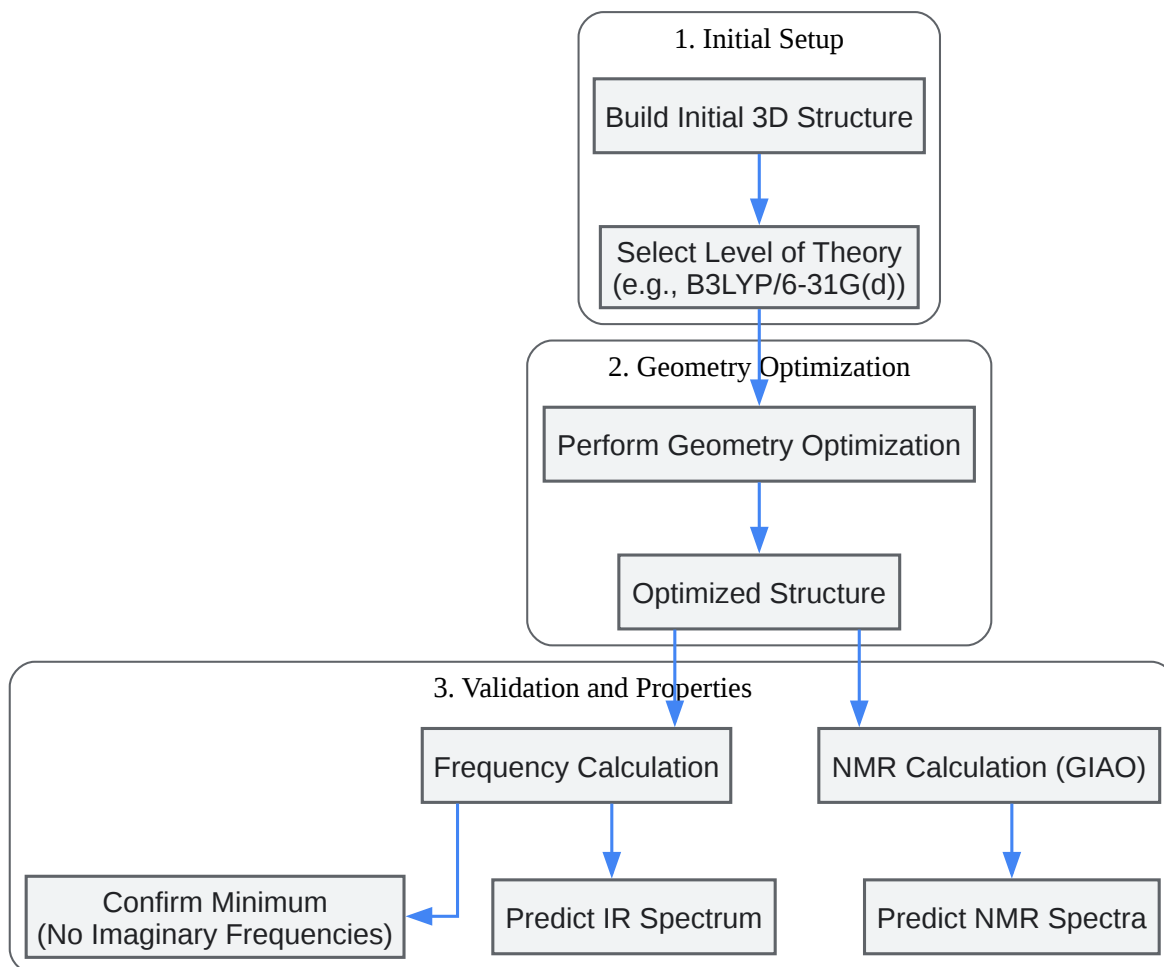 1. Initial Setup
Build Initial 3D Structure
Select Level of Theory
(e.g., B3LYP/6-31G(d))
2. Geometry Optimization
Perform Geometry Optimization
Optimized Structure
3. Validation and Properties
Frequency Calculation
NMR Calculation (GIAO)
Confirm Minimum
(No Imaginary Frequencies)
Predict IR Spectrum
Predict NMR Spectra